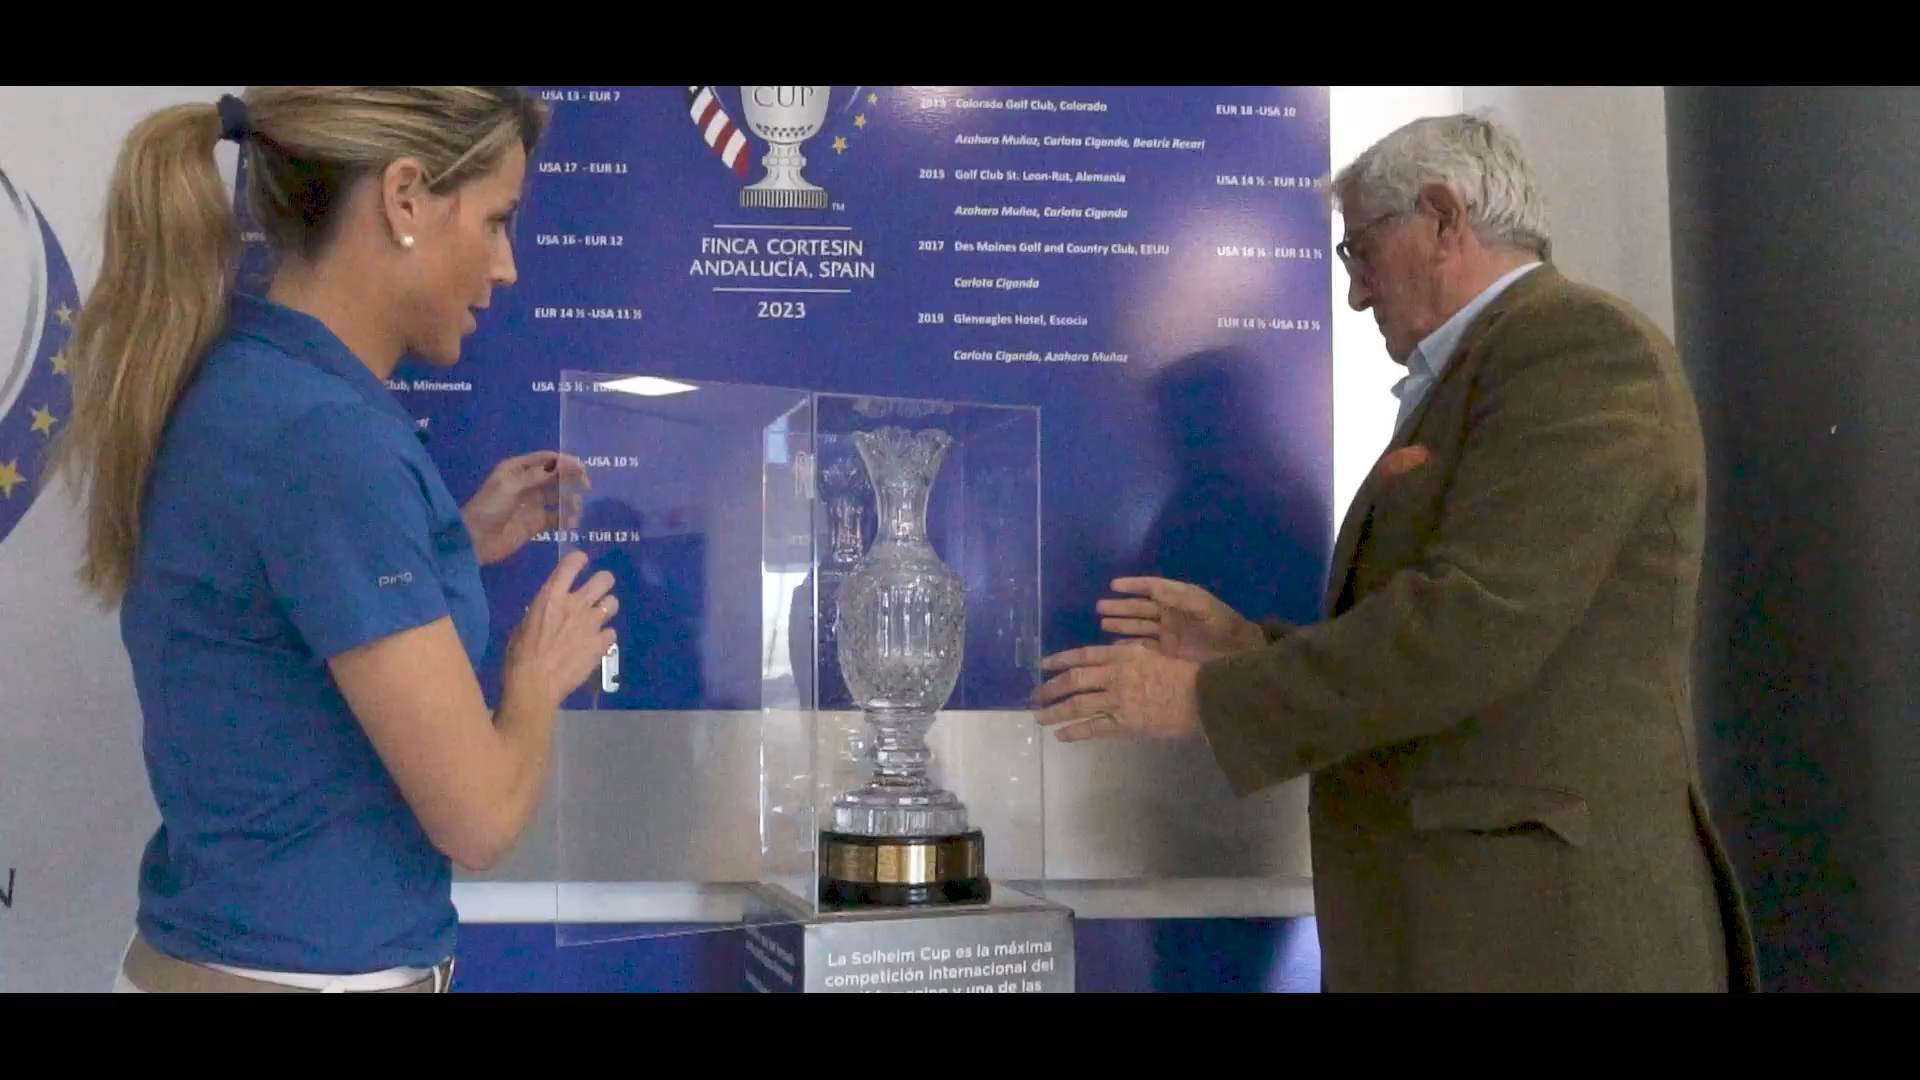 USA 13 - EUR 7
USA 17 - EUR 11
USA 16 - EUR 12
EUR 14 ½ -USA 11 ½
Club, Minnesota
USA 15 ½ -
-USA 10 ½
- EUR 12 ½
CUP
TM
FINCA CORTESIN
ANDALUCÍA, SPAIN
2023
Colorado Golf Club, Colorado EUR 18 -USA 10
Azahara Muñoz, Carlota Ciganda, Beatriz Recari
2015 Golf Club St. Leon-Rot, Alemania USA 14 ½ - EUR 13 ½
Azahara Muñoz, Carlota Ciganda
2017 Des Moines Golf and Country Club, EEUU USA 16 ½ - EUR 11 ½
Carlota Ciganda
2019 Gleneagles Hotel, Escocia EUR 14 ½ -USA 13 ½
Carlota Ciganda, Azahara Muñoz
PING
N
La Solheim Cup es la máxima
competición internacional del
y una de las